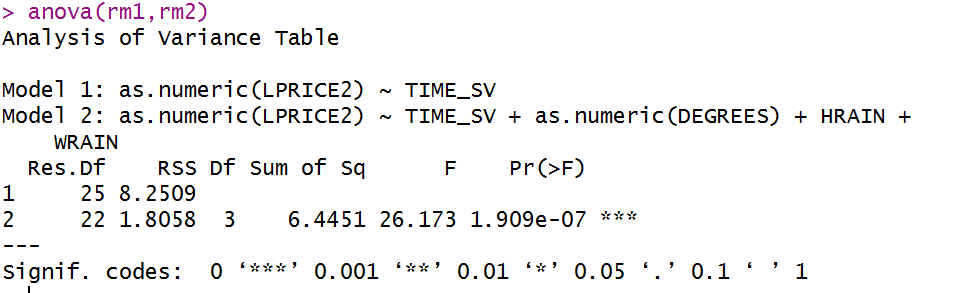 > anova(rm1,rm2)
Analysis of Variance Table
Model 1: as.numeric(LPRICE2) ~ TIME_SV
Model 2: as.numeric(LPRICE2) ~ TIME_SV + as.numeric(DEGREES) + HRAIN +
    WRAIN
  Res.Df    RSS Df Sum of Sq      F    Pr(>F)
1     25 8.2509
2     22 1.8058  3    6.4451 26.173 1.909e-07 ***
---
Signif. codes:  0 ‘***’ 0.001 ‘**’ 0.01 ‘*’ 0.05 ‘.’ 0.1 ‘ ’ 1